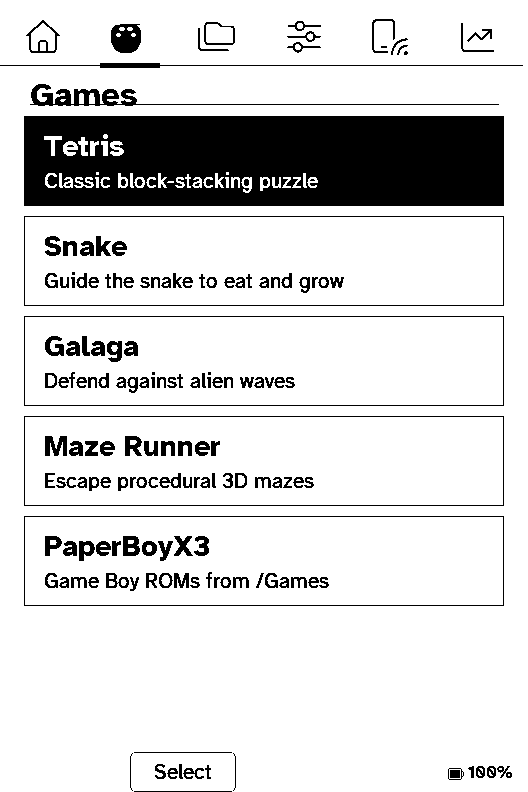 Games
Tetris
Classic block-stacking puzzle
Snake
Guide the snake to eat and grow
Galaga
Defend against alien waves
Maze Runner
Escape procedural 3D mazes
PaperBoyX3
Game Boy ROMs from /Games
Select
100%